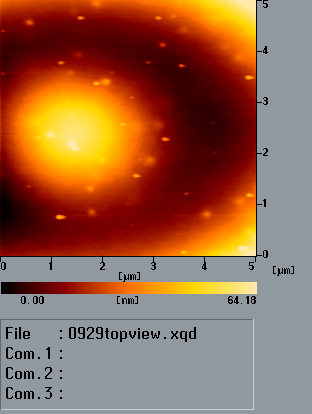 5
4
3
2
1
0
0 1 2 3 4 5
[μm]
[μm]
0.00 [nm] 64.18
File : 0929topview.xqd
Com.1 :
Com.2 :
Com.3 :